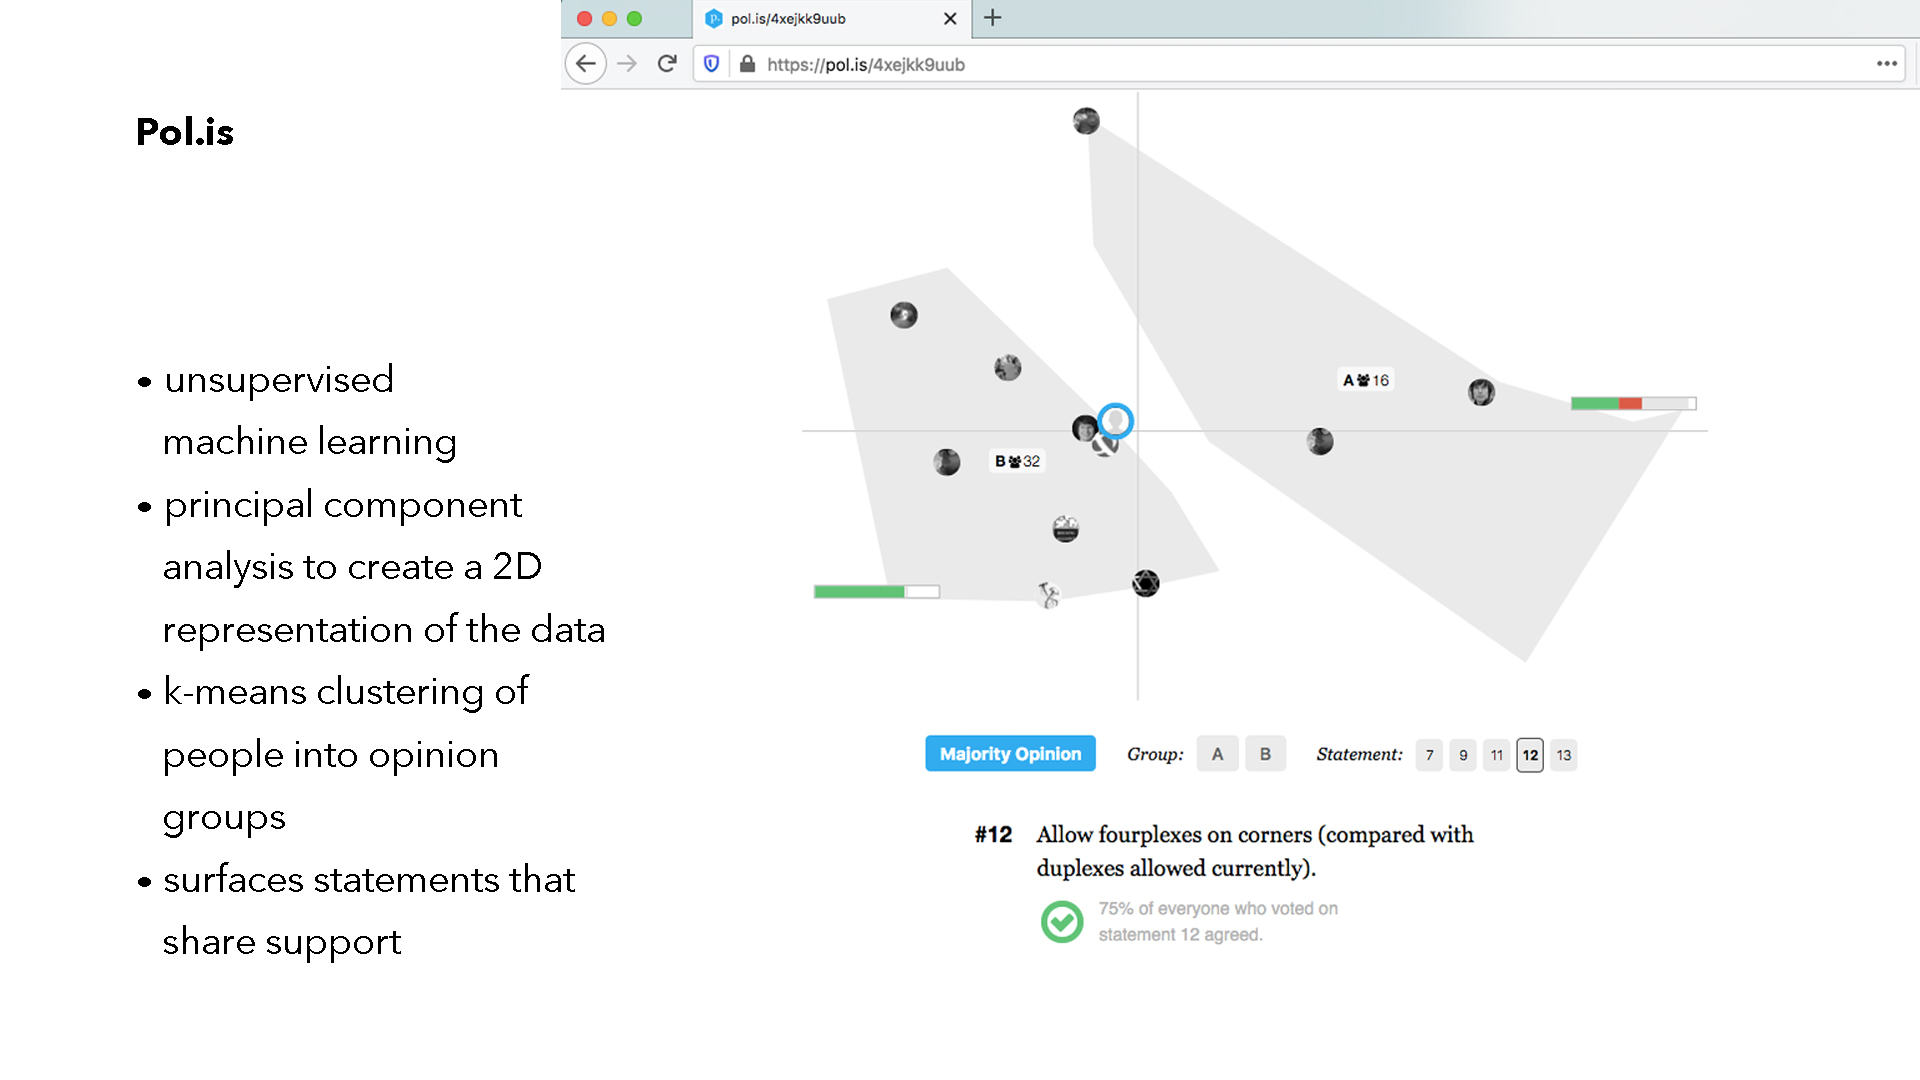 pol.is/4xejkk9uub
https://pol.is/4xejkk9uub
Pol.is
• unsupervised
machine learning
• principal component
analysis to create a 2D
representation of the data
• k-means clustering of
people into opinion
groups
• surfaces statements that
share support
A 16
B 32
Majority Opinion Group: A B Statement: 7 9 11 12 13
#12 Allow fourplexes on corners (compared with
duplexes allowed currently).
75% of everyone who voted on
statement 12 agreed.